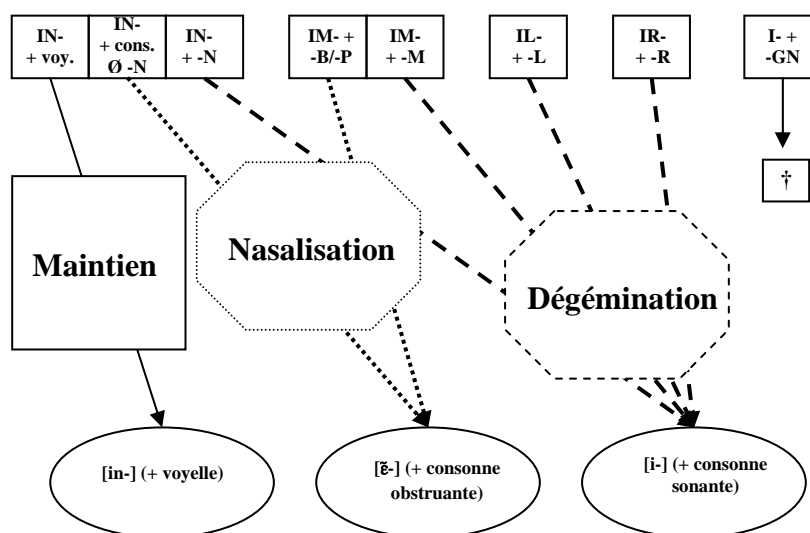 IN-
+ voy.
IN-
+ cons.
Ø -N
IN-
+ -N
IM- +
-B/-P
IM-
+ -M
IL-
+ -L
IR-
+ -R
I- +
-GN
†
Maintien
Nasalisation
Dégémination
[in-] (+ voyelle)
[ɛ̃-] (+ consonne
obstruante)
[i-] (+ consonne
sonante)